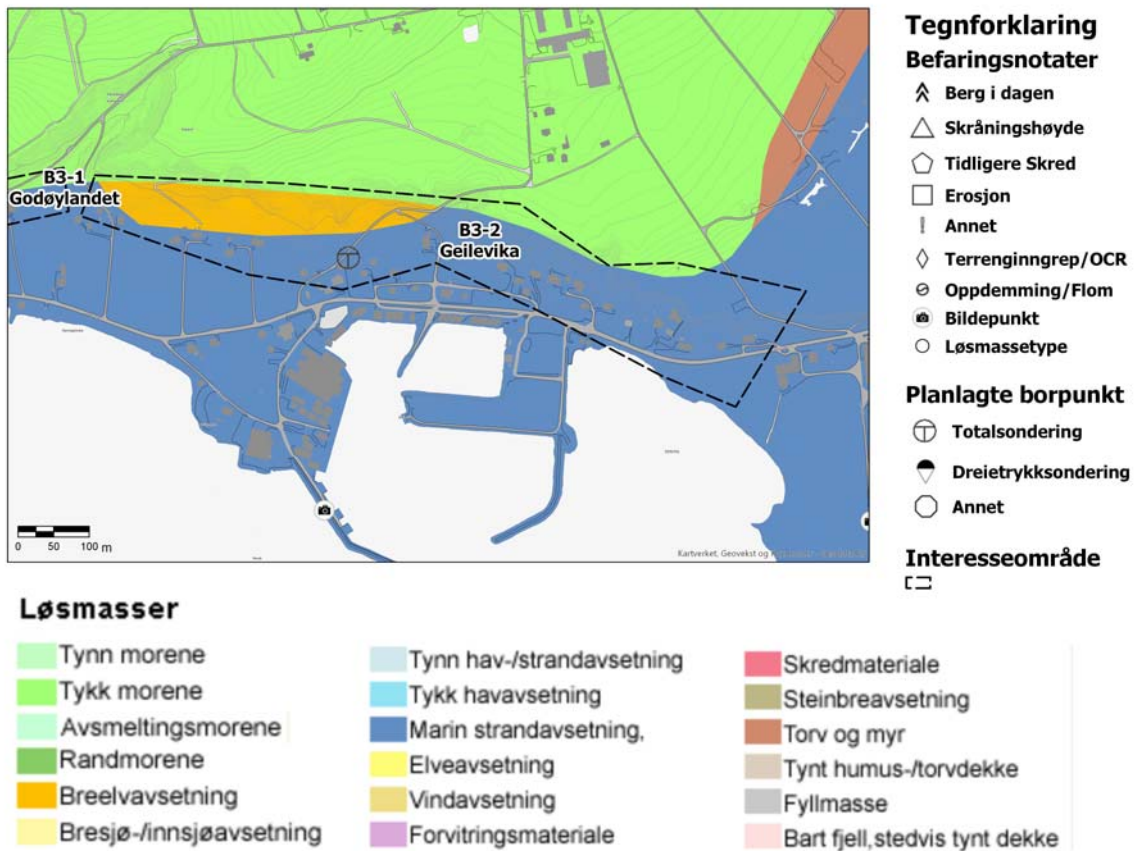 B3-1
Godøylandet
B3-2
Geilevika
0 50 100 m
Kartverket, Geovekst og
Tegnforklaring
Befaringsnotater
Berg i dagen
Skråningshøyde
Tidligere Skred
Erosjon
Annet
Terrenginngrep/OCR
Oppdemming/Flom
Bildepunkt
Løsmassetype
Planlagte borpunkt
Totalsondering
Dreietrykksondering
Annet
Interesseområde
Løsmasser
Tynn morene
Tykk morene
Avsmeltingsmorene
Randmorene
Breelvavsetning
Bresjø-/innsjøavsetning
Tynn hav-/strandavsetning
Tykk havavsetning
Marin strandavsetning,
Elveavsetning
Vindavsetning
Forvitringsmateriale
Skredmateriale
Steinbreavsetning
Torv og myr
Tynt humus-/torvdekke
Fyllmasse
Bart fjell,stedvis tynt dekke